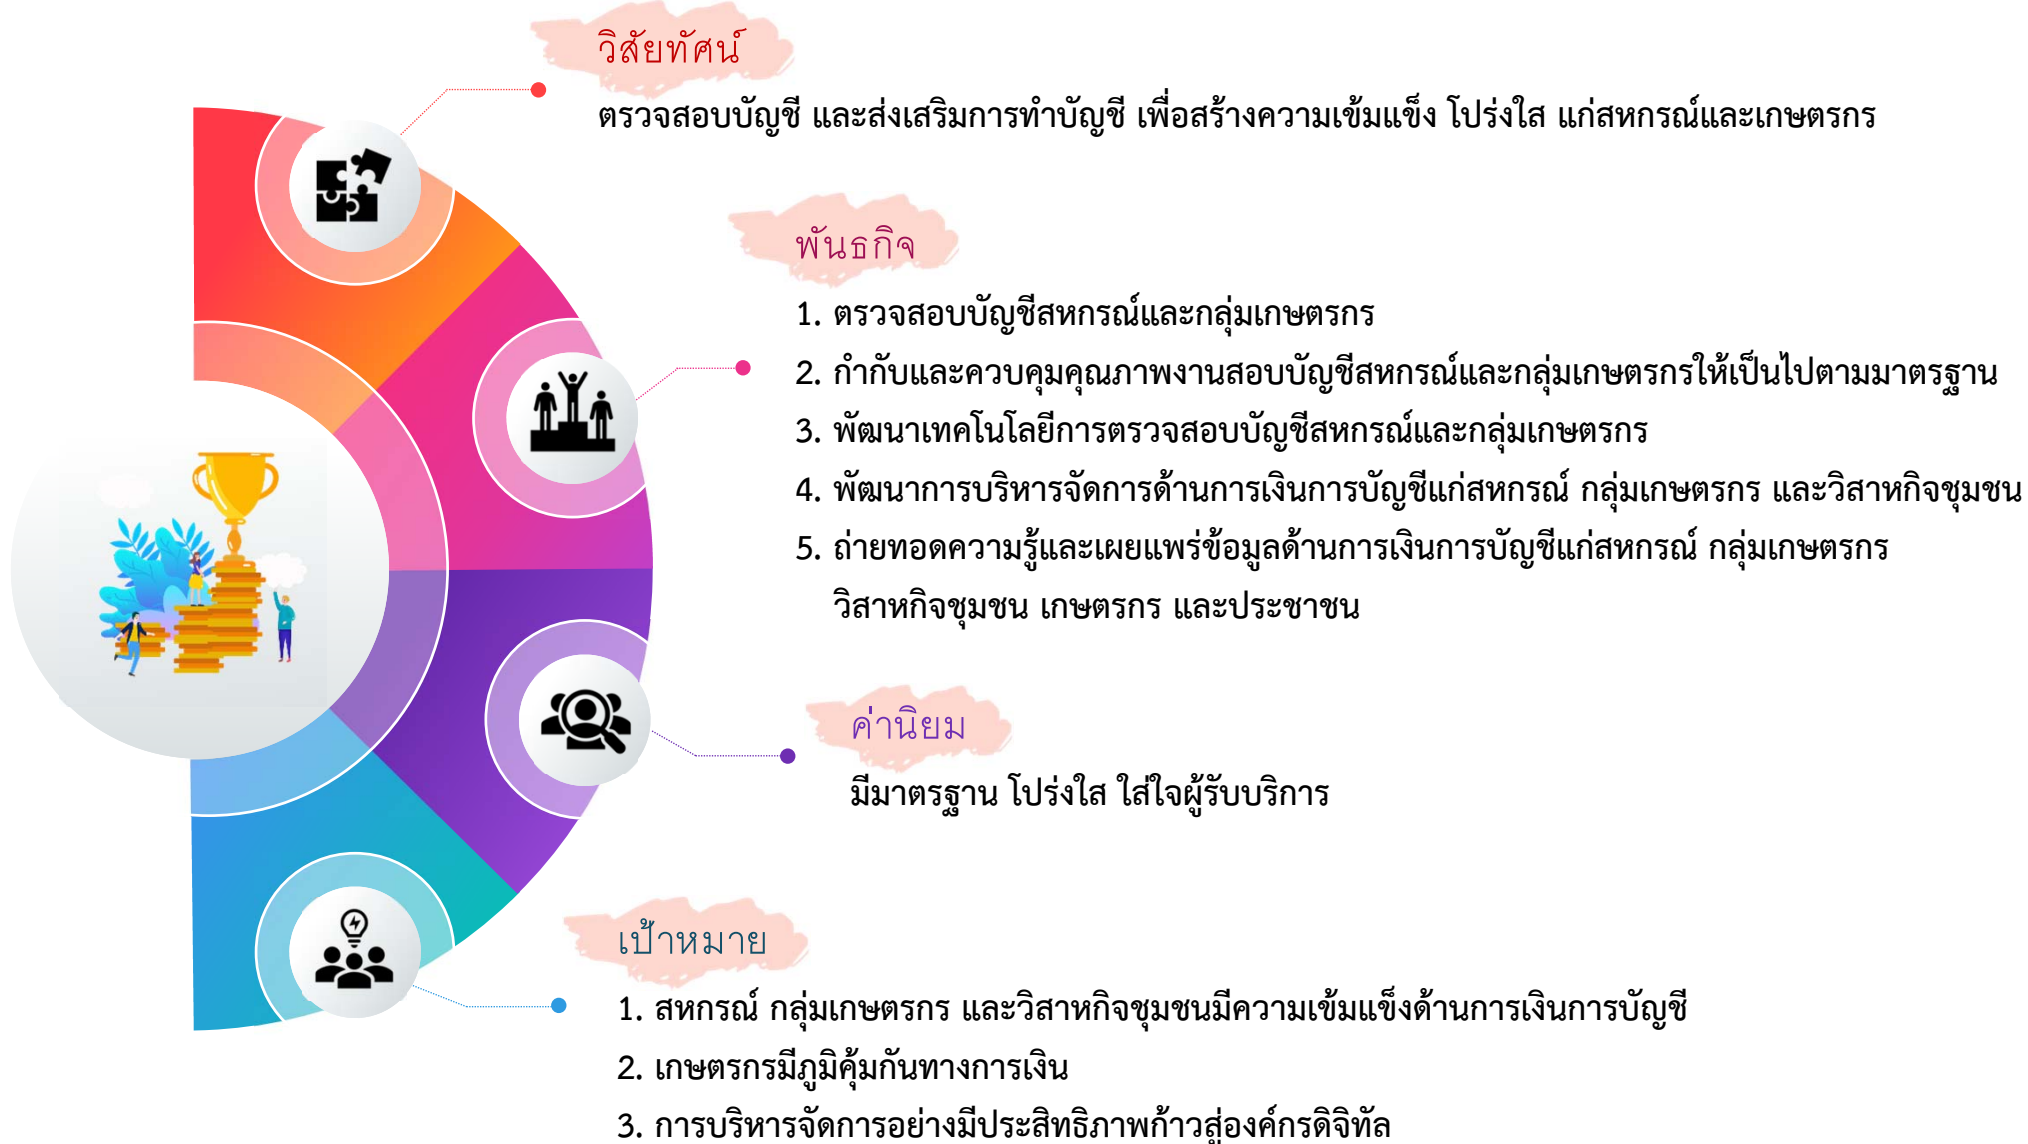 วิสัยทัศน์
ตรวจสอบบัญชี และส่งเสริมการทำบัญชี เพื่อสร้างความเข้มแข็ง โปร่งใส แก่สหกรณ์และเกษตรกร
พันธกิจ
1. ตรวจสอบบัญชีสหกรณ์และกลุ่มเกษตรกร
2. กำกับและควบคุมคุณภาพงานสอบบัญชีสหกรณ์และกลุ่มเกษตรกรให้เป็นไปตามมาตรฐาน
3. พัฒนาเทคโนโลยีการตรวจสอบบัญชีสหกรณ์และกลุ่มเกษตรกร
4. พัฒนาการบริหารจัดการด้านการเงินการบัญชีแก่สหกรณ์ กลุ่มเกษตรกร และวิสาหกิจชุมชน
5. ถ่ายทอดความรู้และเผยแพร่ข้อมูลด้านการเงินการบัญชีแก่สหกรณ์ กลุ่มเกษตรกร
วิสาหกิจชุมชน เกษตรกร และประชาชน
ค่านิยม
มีมาตรฐาน โปร่งใส ใส่ใจผู้รับบริการ
เป้าหมาย
1. สหกรณ์ กลุ่มเกษตรกร และวิสาหกิจชุมชนมีความเข้มแข็งด้านการเงินการบัญชี
2. เกษตรกรมีภูมิคุ้มกันทางการเงิน
3. การบริหารจัดการอย่างมีประสิทธิภาพก้าวสู่องค์กรดิจิทัล